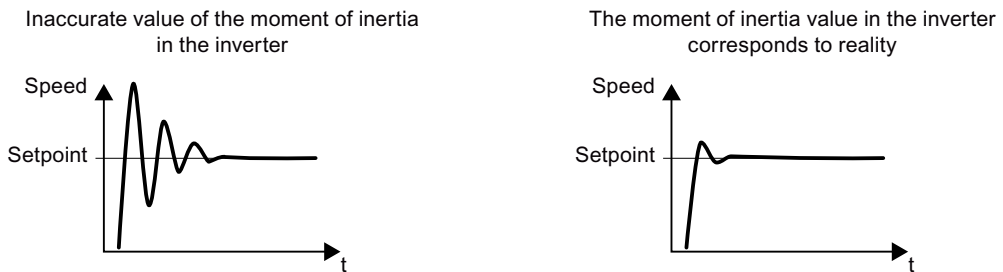 Inaccurate value of the moment of inertia
in the inverter
Speed
Setpoint
t
The moment of inertia value in the inverter
corresponds to reality
Speed
Setpoint
t